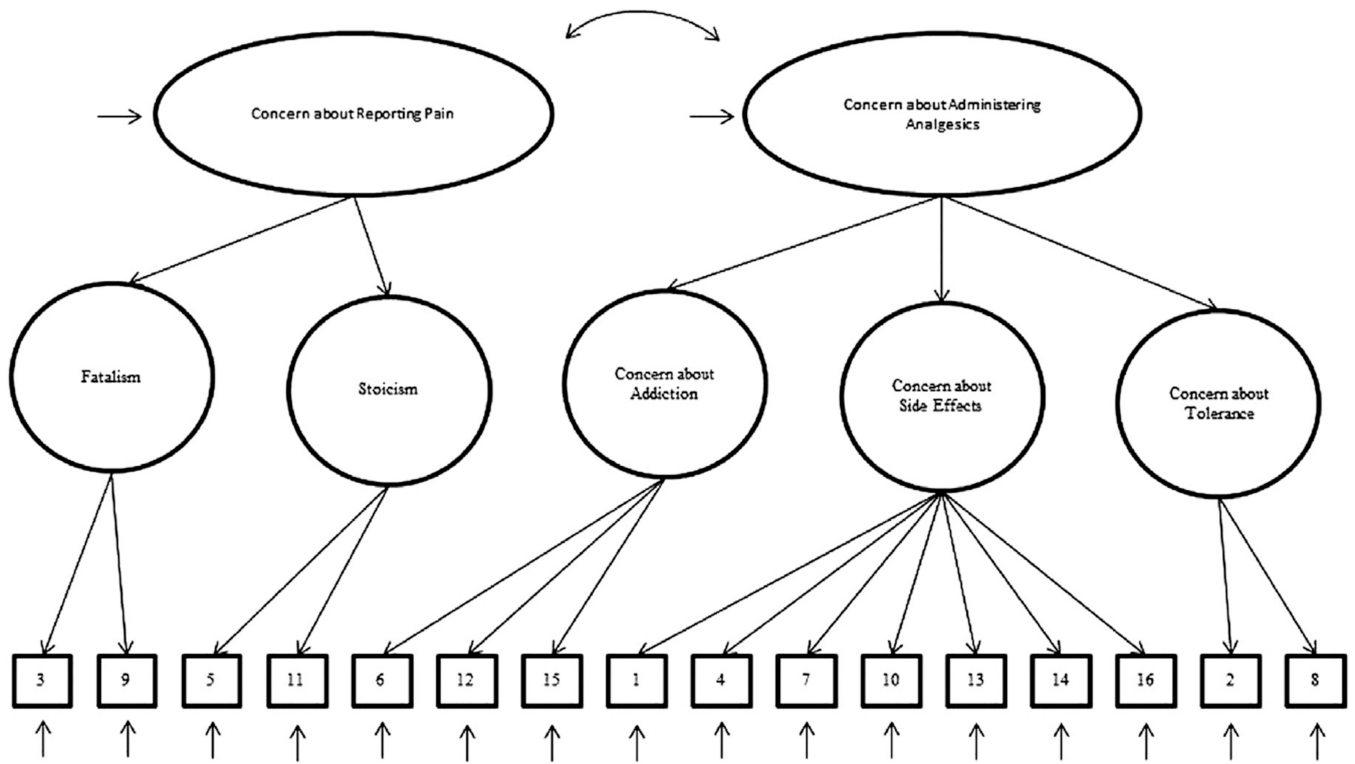 Concern about Reporting Pain
Concern about Administering
Analgesics
Fatalism
Stoicism
Concern about
Addiction
Concern about
Side Effects
Concern about
Tolerance
3
9
5
11
6
12
15
1
4
7
10
13
14
16
2
8